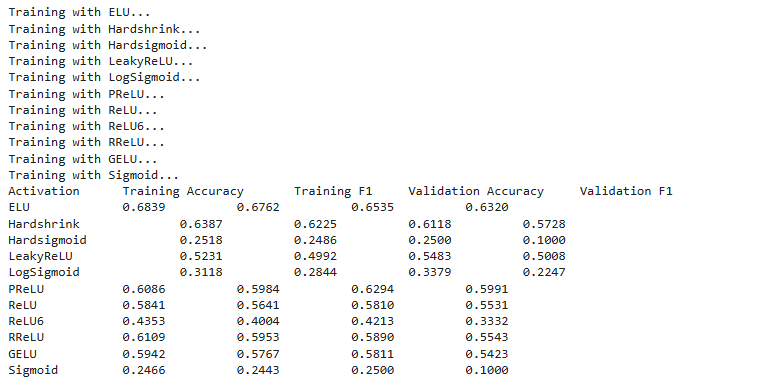 Training with ELU...
Training with Hardshrink...
Training with Hardsigmoid...
Training with LeakyReLU...
Training with LogSigmoid...
Training with PReLU...
Training with ReLU...
Training with ReLU6...
Training with RReLU...
Training with GELU...
Training with Sigmoid...
Activation Training Accuracy Training F1 Validation Accuracy Validation F1
ELU 0.6839 0.6762 0.6535 0.6320
Hardshrink 0.6387 0.6225 0.6118 0.5728
Hardsigmoid 0.2518 0.2486 0.2500 0.1000
LeakyReLU 0.5231 0.4992 0.5483 0.5008
LogSigmoid 0.3118 0.2844 0.3379 0.2247
PReLU 0.6086 0.5984 0.6294 0.5991
ReLU 0.5841 0.5641 0.5810 0.5531
ReLU6 0.4353 0.4004 0.4213 0.3332
RReLU 0.6109 0.5953 0.5890 0.5543
GELU 0.5942 0.5767 0.5811 0.5423
Sigmoid 0.2466 0.2443 0.2500 0.1000